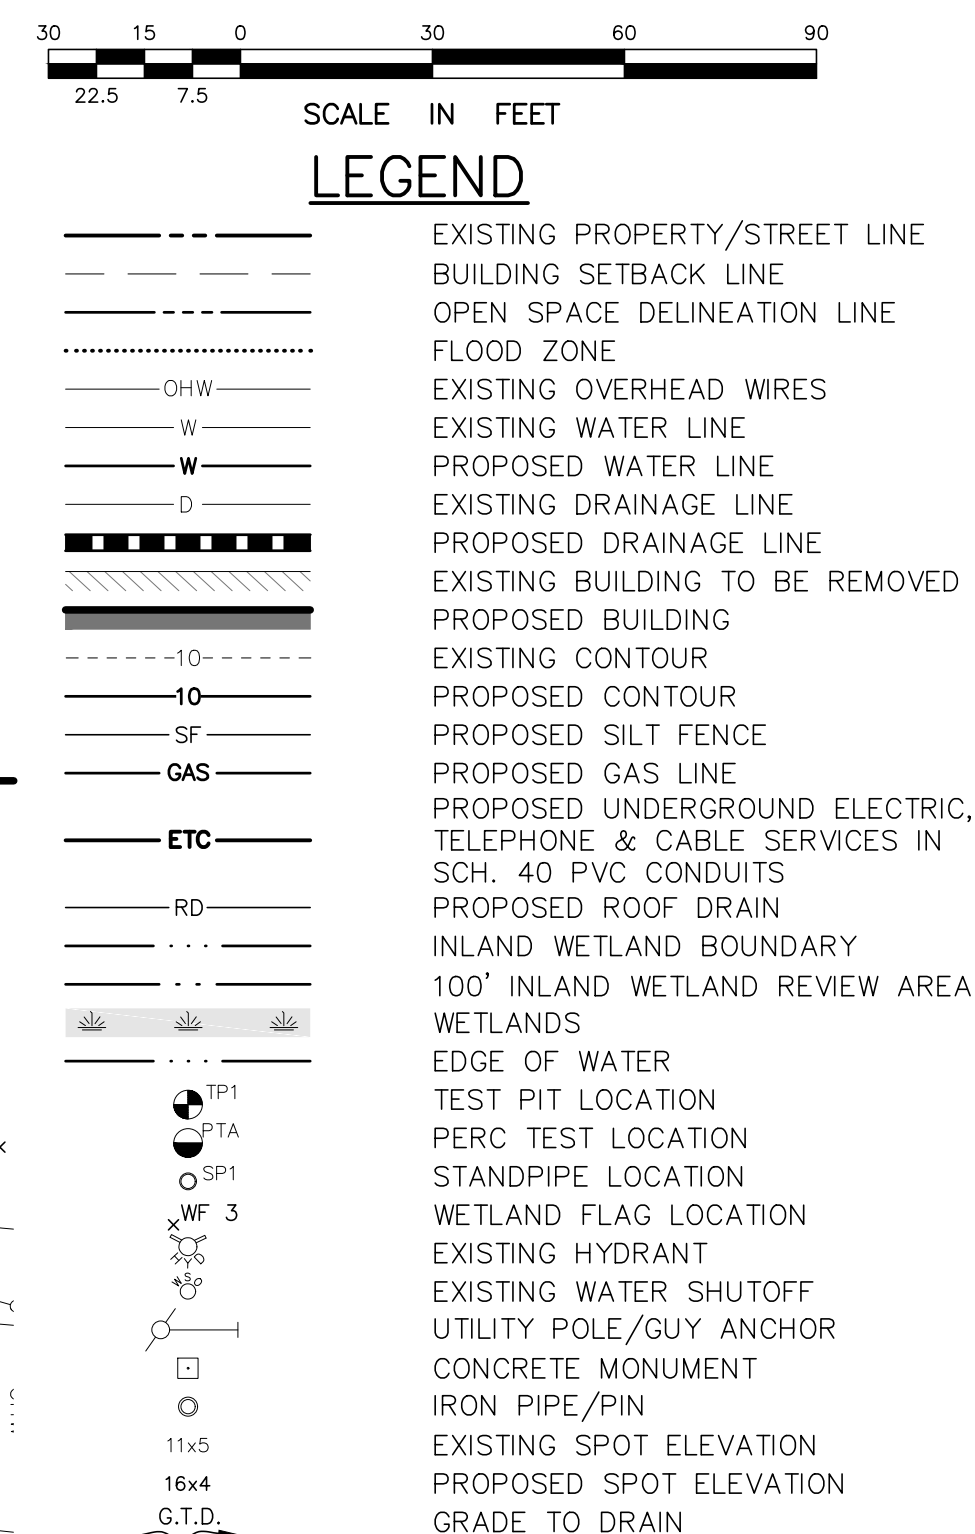 30 15 0 30 60 90
22.5 7.5
SCALE IN FEET
LEGEND
EXISTING PROPERTY/STREET LINE
BUILDING SETBACK LINE
OPEN SPACE DELINEATION LINE
FLOOD ZONE
OHW EXISTING OVERHEAD WIRES
W EXISTING WATER LINE
W PROPOSED WATER LINE
D EXISTING DRAINAGE LINE
PROPOSED DRAINAGE LINE
EXISTING BUILDING TO BE REMOVED
PROPOSED BUILDING
10 EXISTING CONTOUR
10 PROPOSED CONTOUR
SF PROPOSED SILT FENCE
GAS PROPOSED GAS LINE
PROPOSED UNDERGROUND ELECTRIC,
ETC TELEPHONE & CABLE SERVICES IN
SCH. 40 PVC CONDUITS
RD PROPOSED ROOF DRAIN
INLAND WETLAND BOUNDARY
100' INLAND WETLAND REVIEW AREA
WETLANDS
EDGE OF WATER
TP1 TEST PIT LOCATION
PTA PERC TEST LOCATION
SP1 STANDPIPE LOCATION
WF 3 WETLAND FLAG LOCATION
HYD EXISTING HYDRANT
WSO EXISTING WATER SHUTOFF
UTILITY POLE/GUY ANCHOR
CONCRETE MONUMENT
IRON PIPE/PIN
11x5 EXISTING SPOT ELEVATION
16x4 PROPOSED SPOT ELEVATION
G.T.D. GRADE TO DRAIN